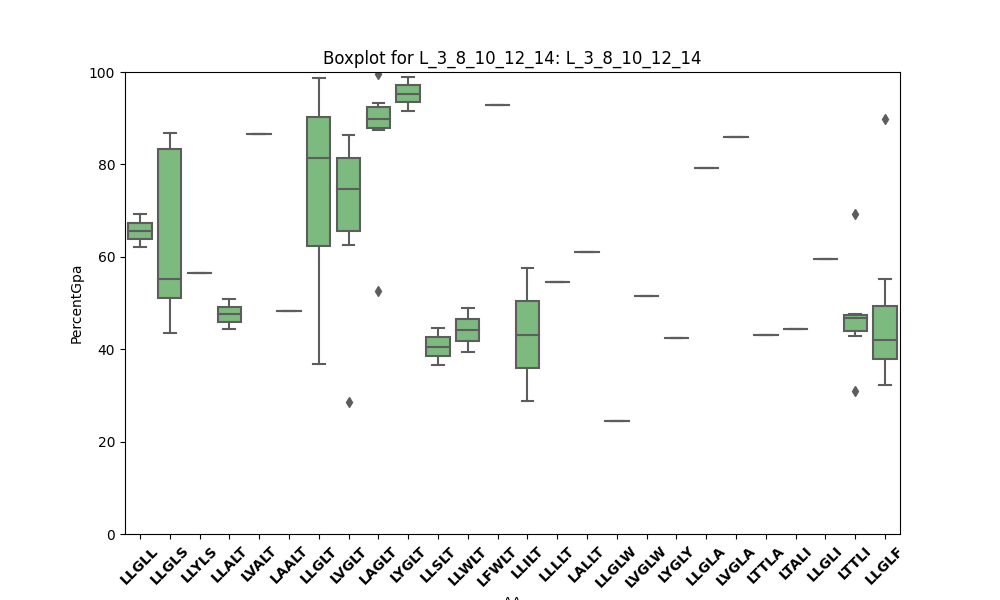 Boxplot for L_3_8_10_12_14: L_3_8_10_12_14
PercentGpa
100
80
60
40
20
0
LLGLL
LLGLS
LLYLS
LLALT
LVALT
LAALT
LLGLT
LVGLT
LAGLT
LYGLT
LLSLT
LLWLT
LFWLT
LLILT
LLLLT
LALLT
LLGLW
LVGLW
LYGLY
LLGLA
LVGLA
LTTLA
LTALI
LLGLI
LTTLI
LLGLF